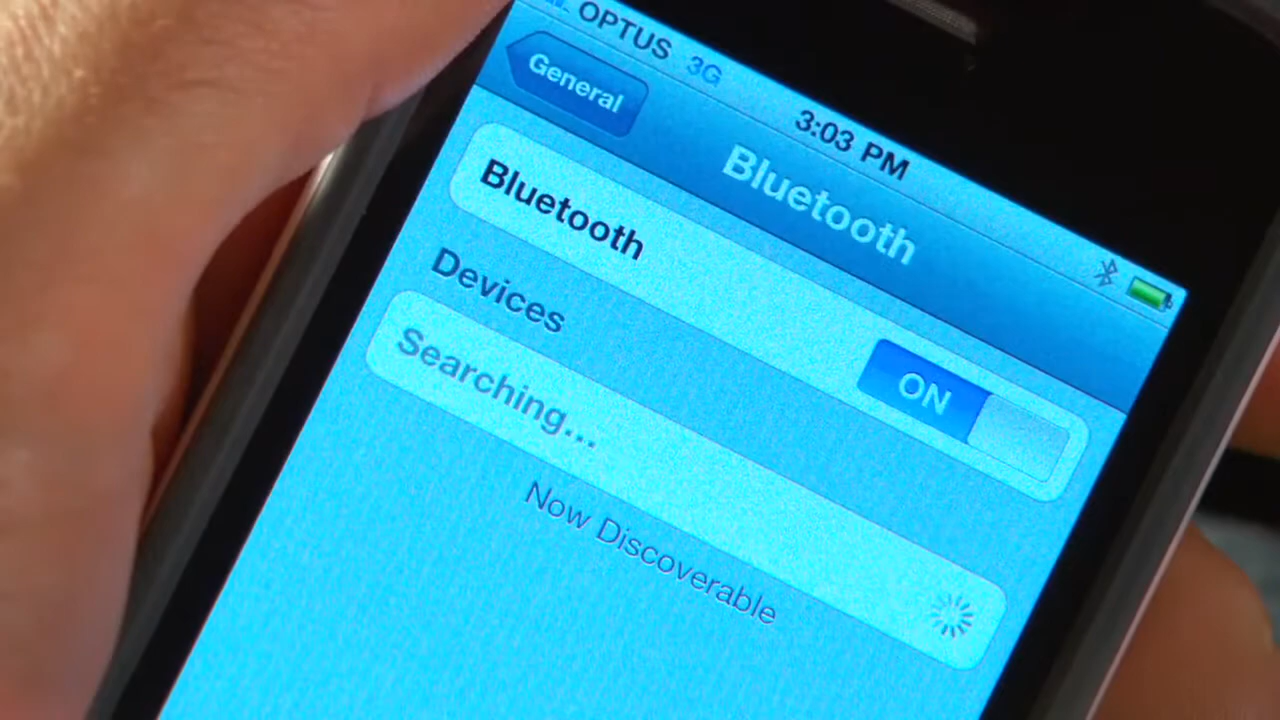 OPTUS 3G 3:03 PM
General
Bluetooth
Bluetooth
ON
Devices
Searching...
Now Discoverable